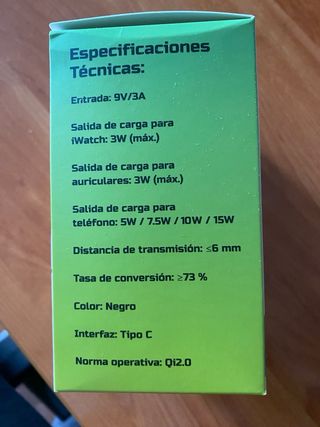 Especificaciones
Técnicas:
Entrada: 9V/3A
Salida de carga para
iWatch: 3W (máx.)
Salida de carga para
auriculares: 3W (máx.)
Salida de carga para
teléfono: 5W / 7.5W / 10W / 15W
Distancia de transmisión: ≤6 mm
Tasa de conversión: ≥73 %
Color: Negro
Interfaz: Tipo C
Norma operativa: Qi2.0